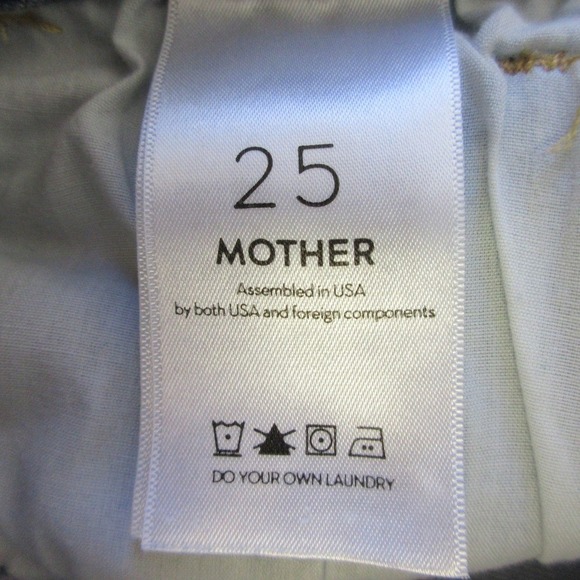 25
MOTHER
Assembled in USA
by both USA and foreign components
DO YOUR OWN LAUNDRY